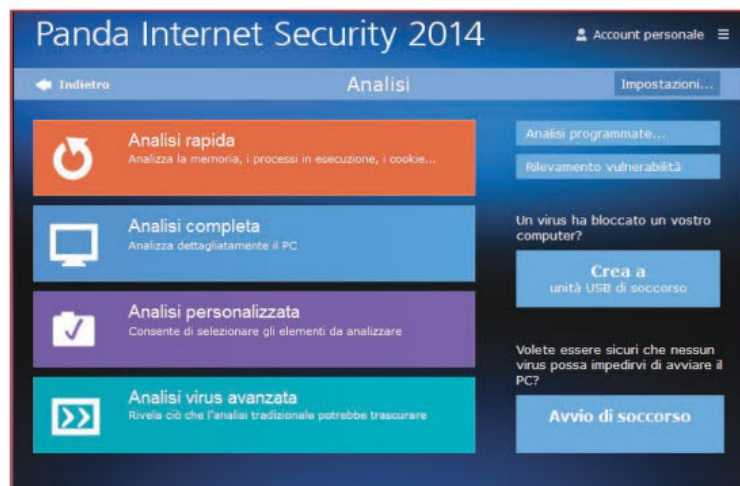 Panda Internet Security 2014
Account personale
Indietro
Analisi
Impostazioni...
Analisi rapida
Analizza la memoria, i processi in esecuzione, i cookie...
Analisi completa
Analizza dettagliatamente il PC
Analisi personalizzata
Consente di selezionare gli elementi da analizzare
Analisi virus avanzata
Rivela ciò che l'analisi tradizionale potrebbe trascurare
Analisi programmate...
Rilevamento vulnerabilità
Un virus ha bloccato un vostro
computer?
Crea a
unità USB di soccorso
Volete essere sicuri che nessun
virus possa impedirvi di avviare il
PC?
Avvio di soccorso